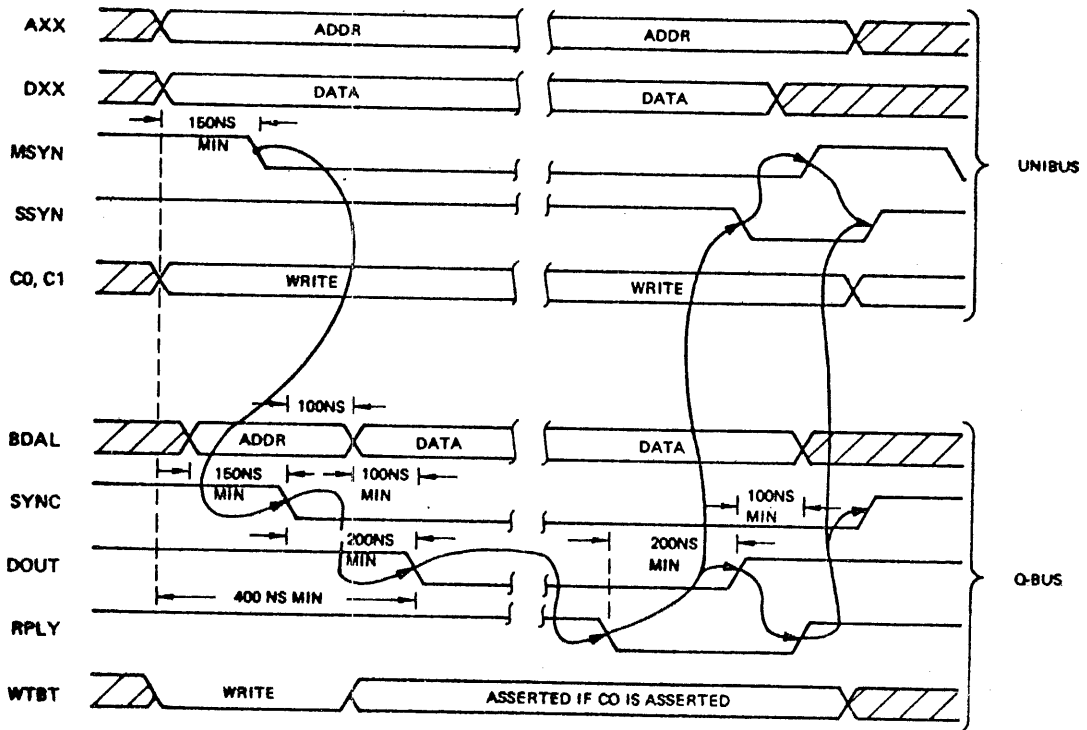 AXX
ADDR
ADDR
DXX
DATA
DATA
150NS
MIN
MSYN
UNIBUS
SSYN
C0, C1
WRITE
WRITE
100NS
BDAL
ADDR
DATA
DATA
150NS
MIN
100NS
MIN
100NS
MIN
SYNC
200NS
MIN
200NS
MIN
DOUT
Q-BUS
400 NS MIN
RPLY
WTBT
WRITE
ASSERTED IF CO IS ASSERTED